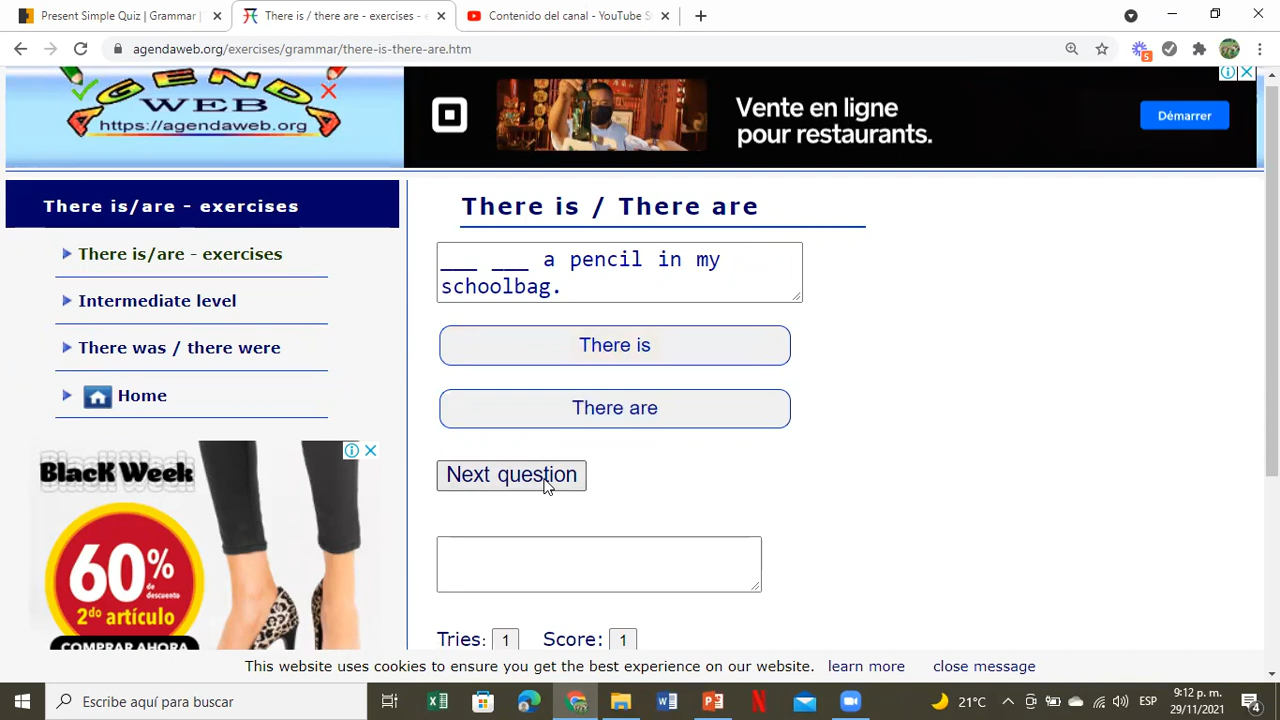 Present Simple Quiz | Grammar
There is / there are - exercises -
Contenido del canal - YouTube S
agendaweb.org/exercises/grammar/there-is-there-are.htm
5
AGENDA
WEB
https://agendaweb.org
Vente en ligne
pour restaurants.
Démarrer
There is/are - exercises
There is/are - exercises
Intermediate level
There was / there were
Home
BlacK Week
60%
de
descuento
2do artículo
COMPRAR AHORA
There is / There are
___ ___ a pencil in my
schoolbag.
There is
There are
Next question
Tries: 1 Score: 1
This website uses cookies to ensure you get the best experience on our website. learn more close message
Escribe aquí para buscar
21°C
ESP
9:12 p. m.
29/11/2021
4